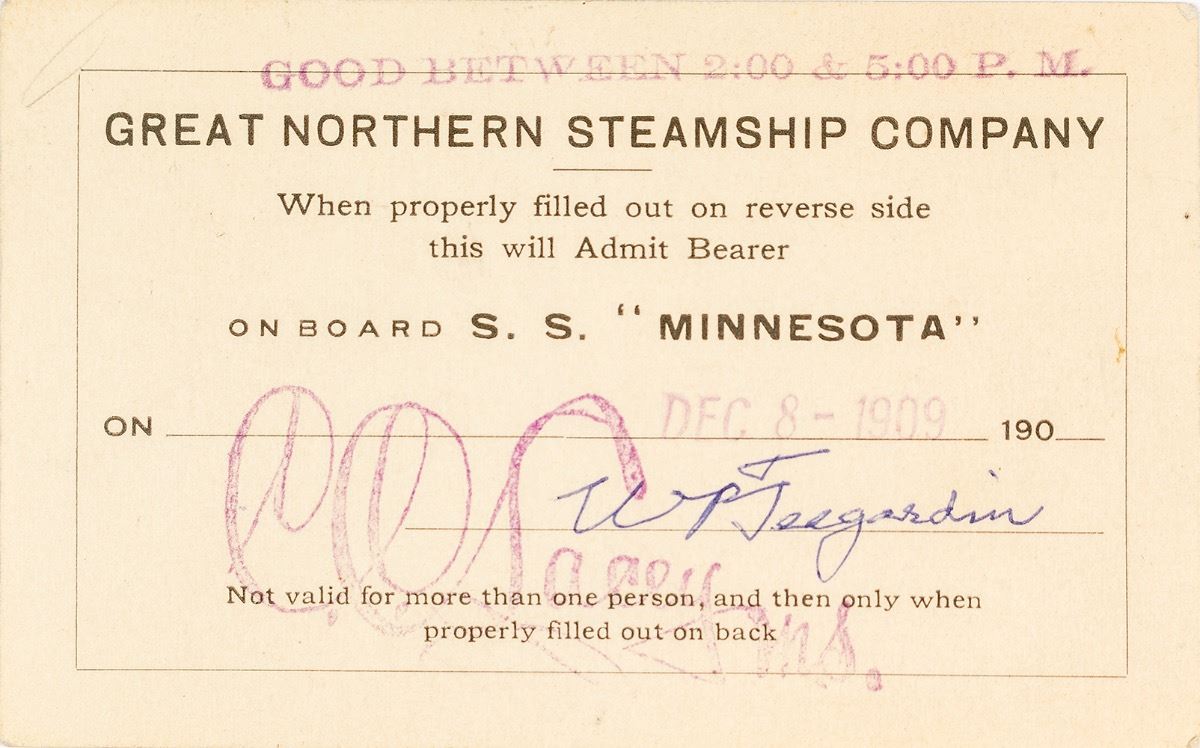 GOOD BETWEEN 2:00 & 5:00 P. M.
GREAT NORTHERN STEAMSHIP COMPANY
When properly filled out on reverse side
this will Admit Bearer
ON BOARD S. S. "MINNESOTA"
ON DEC 8 - 1909 190
W P Teegardin
Not valid for more than one person, and then only when
properly filled out on back